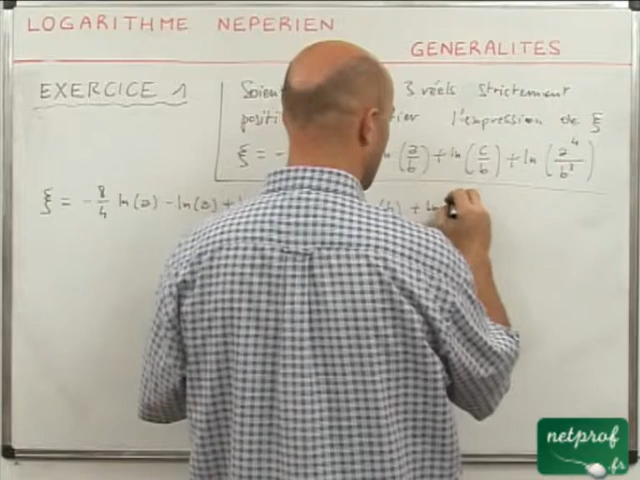 LOGARITHME NEPERIEN
GENERALITES
EXERCICE 1
Soient 3 réels strictement
l'expression de ξ
ξ = - (a/b) + ln (c/b) + ln (a⁴/b³)
ξ = - 8/4 ln(a) - ln(a) + (b) +
netprof
.fr